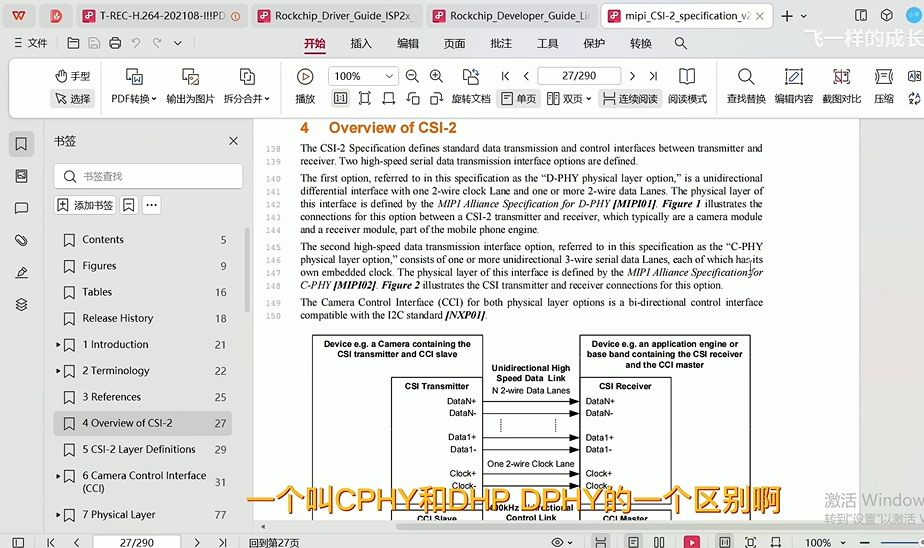 T-REC-H.264-202108-I!!PD
Rockchip_Driver_Guide_ISP2x_
Rockchip_Developer_Guide_Li
mipi_CSI-2_specification_v2
文件
开始
插入
编辑
页面
批注
工具
保护
转换
飞一样的成长
手型
选择
PDF转换
输出为图片
拆分合并
播放
100%
旋转文档
27/290
单页
双页
连续阅读
阅读模式
查找替换
编辑内容
截图对比
压缩
书签
书签查找
添加书签
Contents 5
Figures 9
Tables 16
Release History 18
1 Introduction 21
2 Terminology 22
3 References 25
4 Overview of CSI-2 27
5 CSI-2 Layer Definitions 29
6 Camera Control Interface (CCI) 31
7 Physical Layer 77
4 Overview of CSI-2
138 The CSI-2 Specification defines standard data transmission and control interfaces between transmitter and
139 receiver. Two high-speed serial data transmission interface options are defined.
140 The first option, referred to in this specification as the “D-PHY physical layer option,” is a unidirectional
141 differential interface with one 2-wire clock Lane and one or more 2-wire data Lanes. The physical layer of
142 this interface is defined by the MIPI Alliance Specification for D-PHY [MIPI01]. Figure 1 illustrates the
143 connections for this option between a CSI-2 transmitter and receiver, which typically are a camera module
144 and a receiver module, part of the mobile phone engine.
145 The second high-speed data transmission interface option, referred to in this specification as the “C-PHY
146 physical layer option,” consists of one or more unidirectional 3-wire serial data Lanes, each of which has its
147 own embedded clock. The physical layer of this interface is defined by the MIPI Alliance Specification for
148 C-PHY [MIPI02]. Figure 2 illustrates the CSI transmitter and receiver connections for this option.
149 The Camera Control Interface (CCI) for both physical layer options is a bi-directional control interface
150 compatible with the I2C standard [NXP01].
Device e.g. a Camera containing the
CSI transmitter and CCI slave
Device e.g. an application engine or
base band containing the CSI receiver
and the CCI master
Unidirectional High
Speed Data Link
CSI Transmitter
N 2-wire Data Lanes
CSI Receiver
DataN+
DataN-
DataN+
DataN-
Data1+
Data1-
Data1+
Data1-
One 2-wire Clock Lane
Clock+
Clock-
Clock+
Clock-
CCI Slave
Control Link
CCI Master
一个叫CPHY和DHP DPHY的一个区别啊
激活 Window
转到"设置"以激活
27/290
回到第27页
100%